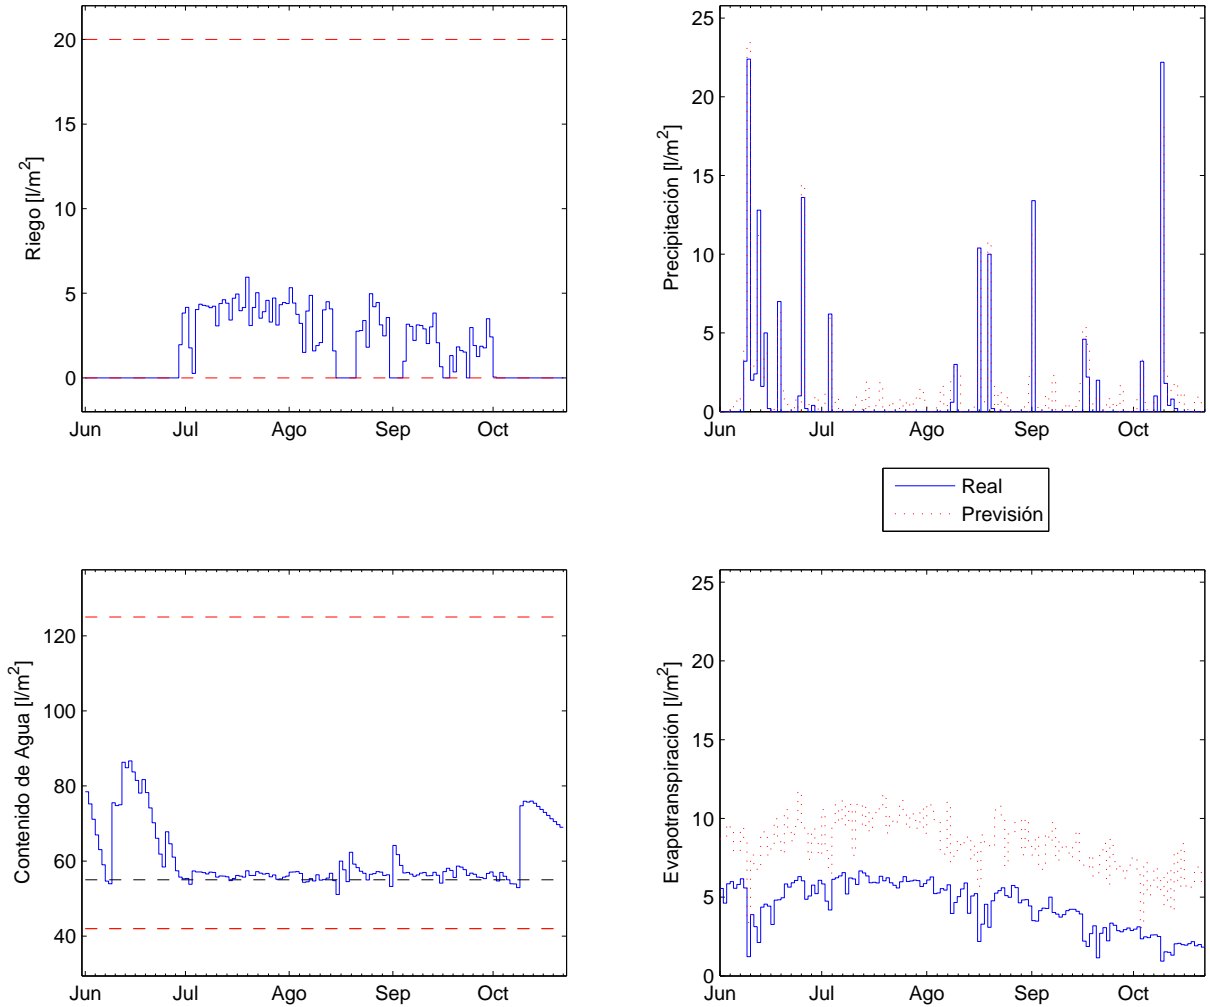 Riego [l/m²]
20
15
10
5
0
Jun Jul Ago Sep Oct
Precipitación [l/m²]
25
20
15
10
5
0
Jun Jul Ago Sep Oct
Real
Previsión
Contenido de Agua [l/m²]
120
100
80
60
40
Jun Jul Ago Sep Oct
Evapotranspiración [l/m²]
25
20
15
10
5
0
Jun Jul Ago Sep Oct